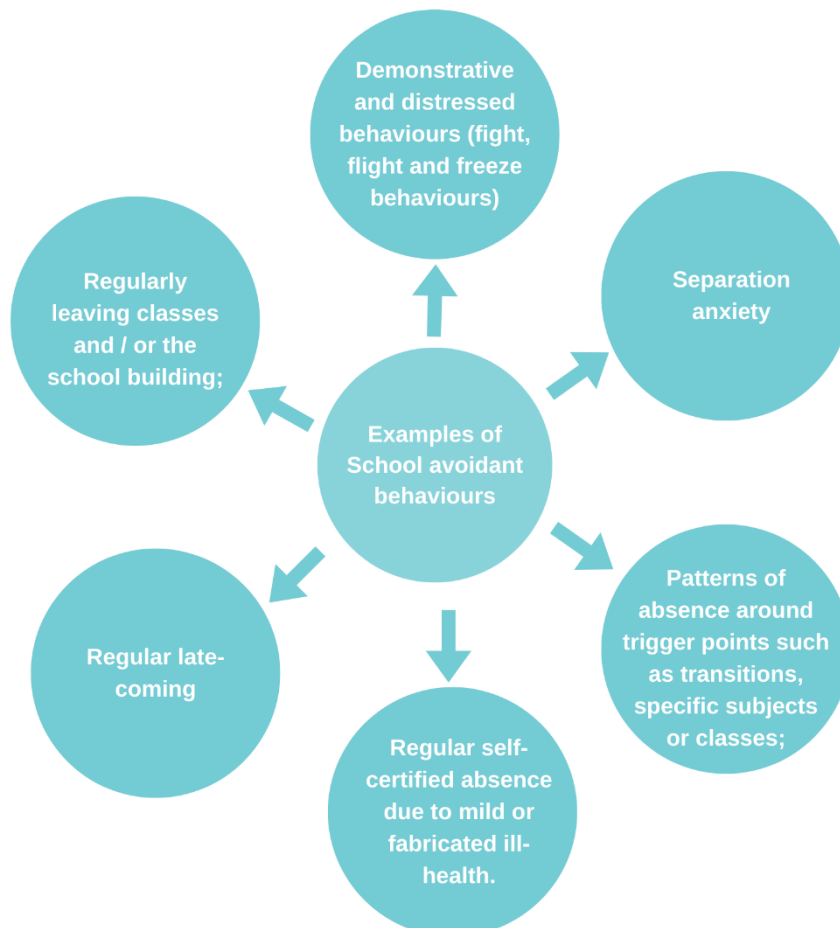 Demonstrative
and distressed
behaviours (fight,
flight and freeze
behaviours)
Separation
anxiety
Regularly
leaving classes
and / or the
school building;
Examples of
School avoidant
behaviours
Patterns of
absence around
trigger points such
as transitions,
specific subjects
or classes;
Regular late-
coming
Regular self-
certified absence
due to mild or
fabricated ill-
health.